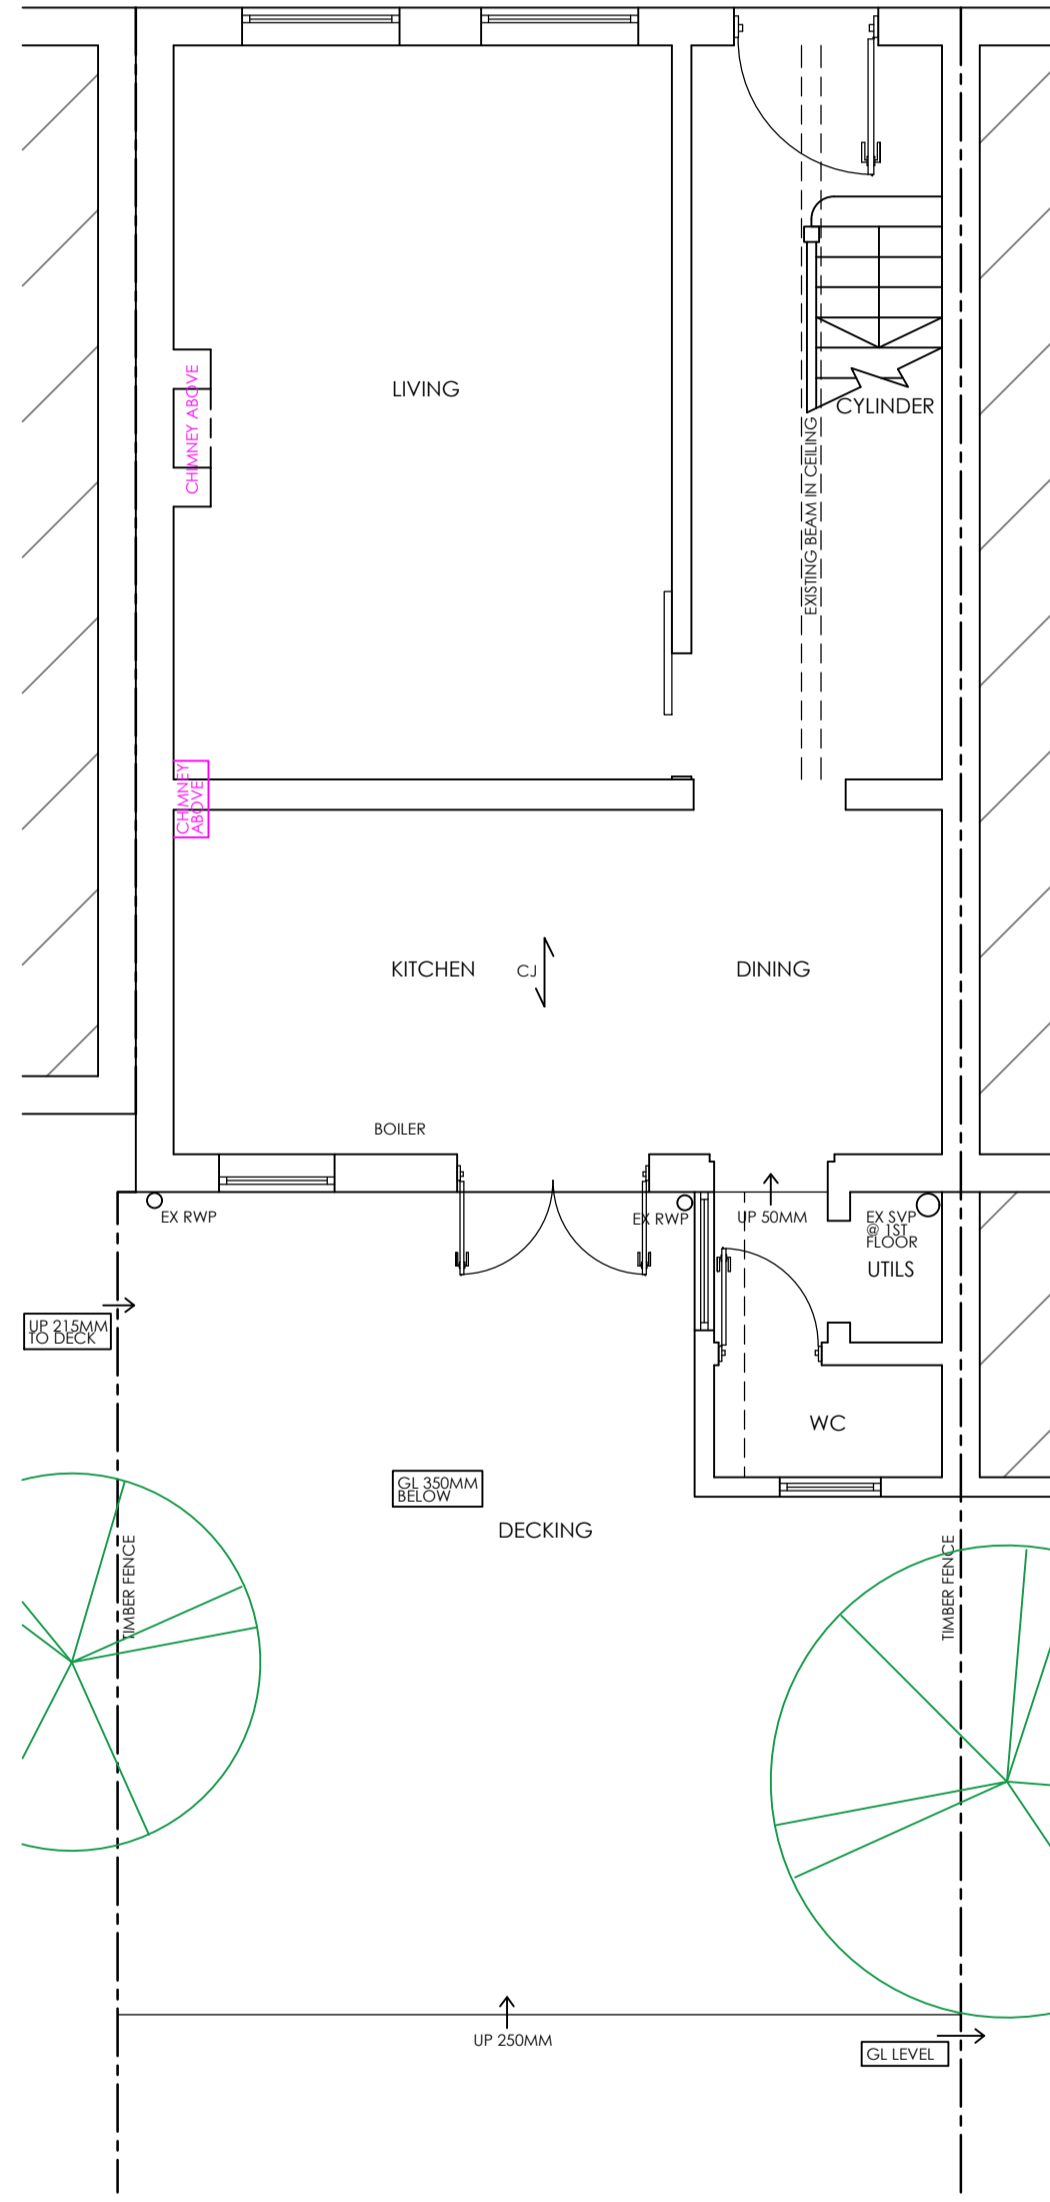 LIVING
CHIMNEY ABOVE
CYLINDER
EXISTING BEAM IN CEILING
CHIMNEY
ABOVE
KITCHEN
CJ
DINING
BOILER
EX RWP
EX RWP
UP 50MM
EX SVP
@ 1ST
FLOOR
UTILS
UP 215MM
TO DECK
WC
GL 350MM
BELOW
DECKING
TIMBER FENCE
TIMBER FENCE
UP 250MM
GL LEVEL